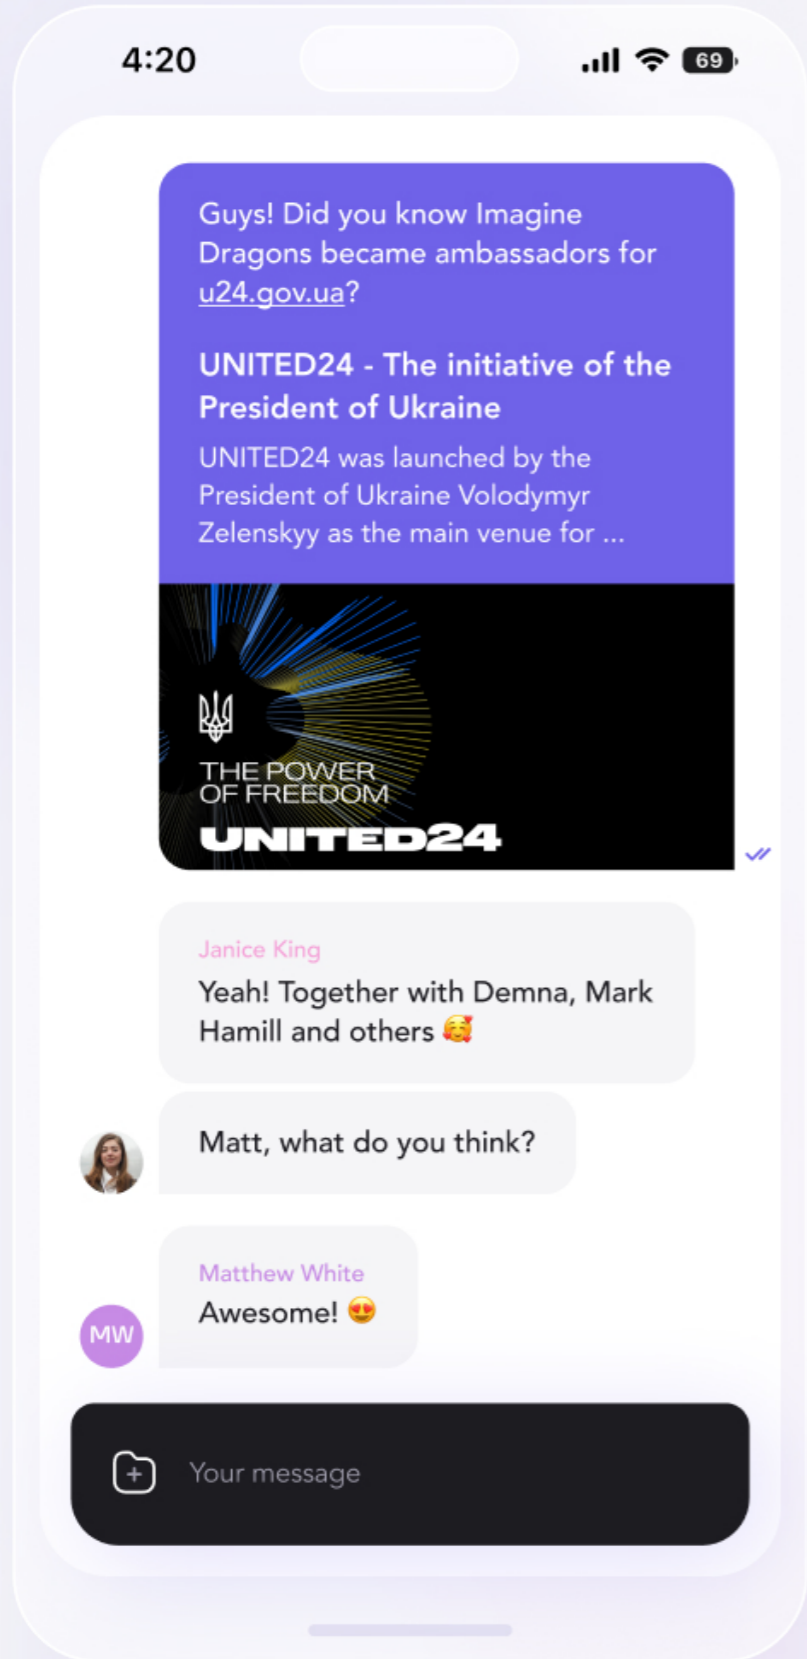 4:20
69
Guys! Did you know Imagine
Dragons became ambassadors for
u24.gov.ua?
UNITED24 - The initiative of the
President of Ukraine
UNITED24 was launched by the
President of Ukraine Volodymyr
Zelenskyy as the main venue for ...
THE POWER
OF FREEDOM
UNITED24
Janice King
Yeah! Together with Demna, Mark
Hamill and others 🥰
Matt, what do you think?
Matthew White
Awesome! 😍
MW
Your message